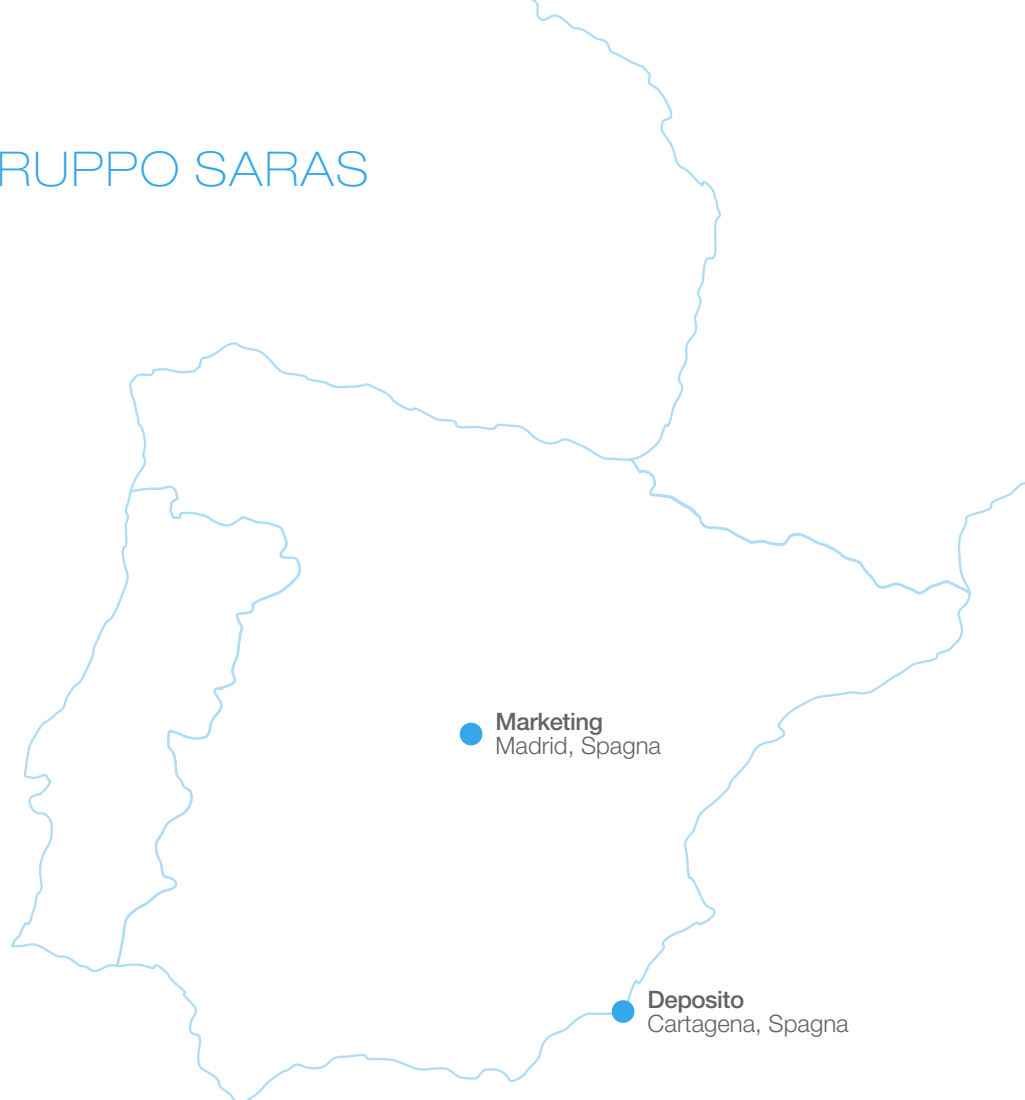 RUPPO SARAS
Marketing
Madrid, Spagna
Deposito
Cartagena, Spagna